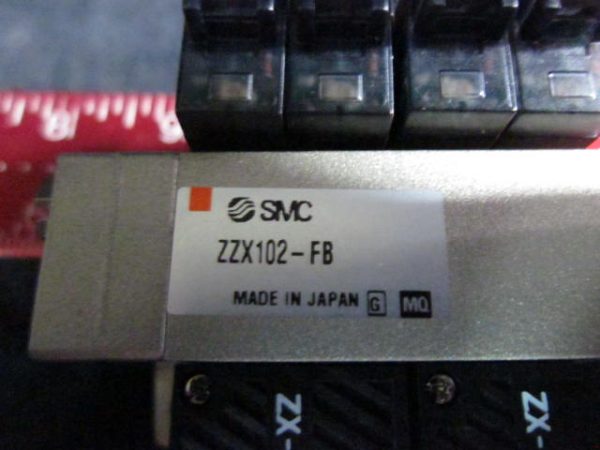 SMC
ZZX102-FB
MADE IN JAPAN G MQ
ZX-
ZX-